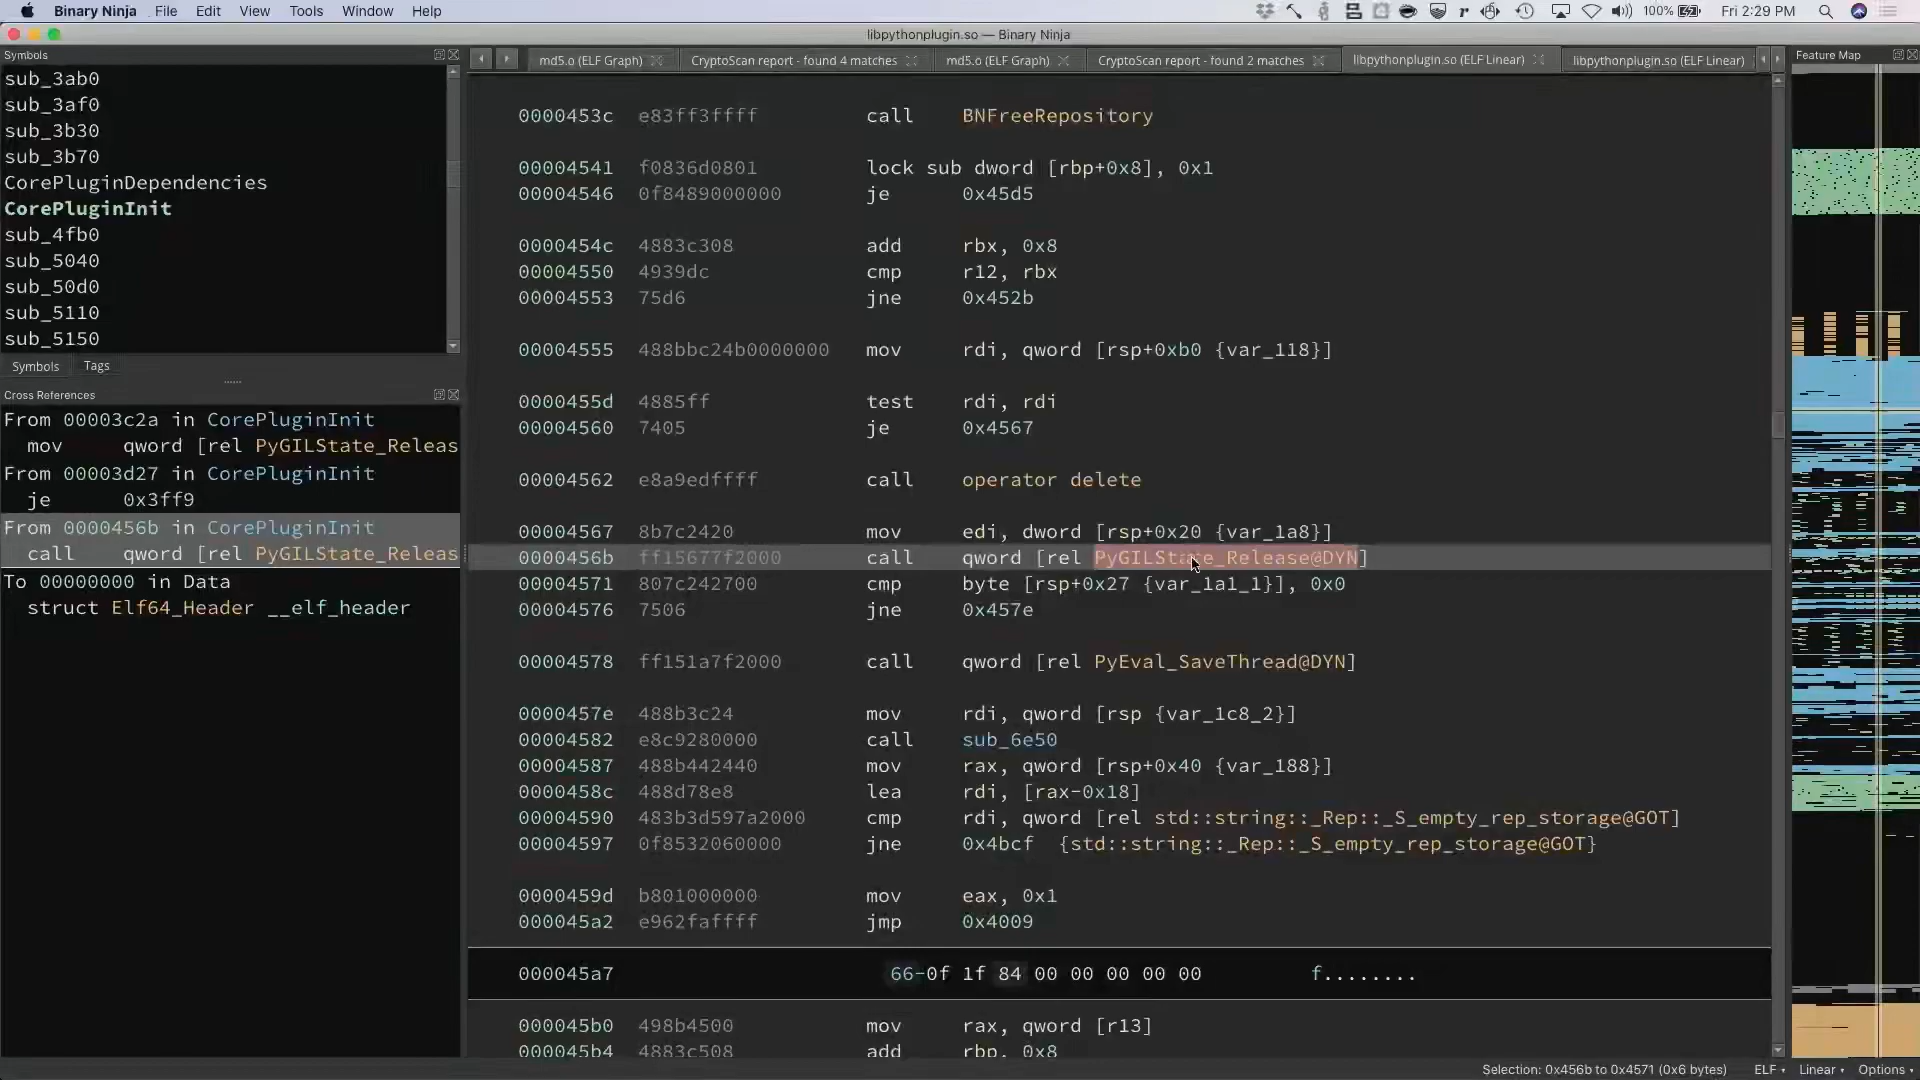 Binary Ninja File Edit View Tools Window Help 100% Fri 2:29 PM
libpythonplugin.so — Binary Ninja
Symbols
sub_3ab0
sub_3af0
sub_3b30
sub_3b70
CorePluginDependencies
CorePluginInit
sub_4fb0
sub_5040
sub_50d0
sub_5110
sub_5150
Symbols Tags
Cross References
From 00003c2a in CorePluginInit
mov qword [rel PyGILState_Releas
From 00003d27 in CorePluginInit
je 0x3ff9
From 0000456b in CorePluginInit
call qword [rel PyGILState_Releas
To 00000000 in Data
struct Elf64_Header __elf_header
md5.o (ELF Graph) CryptoScan report - found 4 matches md5.o (ELF Graph) CryptoScan report - found 2 matches libpythonplugin.so (ELF Linear) libpythonplugin.so (ELF Linear)
0000453c e83ff3ffff call BNFreeRepository
00004541 f0836d0801 lock sub dword [rbp+0x8], 0x1
00004546 0f8489000000 je 0x45d5
0000454c 4883c308 add rbx, 0x8
00004550 4939dc cmp r12, rbx
00004553 75d6 jne 0x452b
00004555 488bbc24b0000000 mov rdi, qword [rsp+0xb0 {var_118}]
0000455d 4885ff test rdi, rdi
00004560 7405 je 0x4567
00004562 e8a9edffff call operator delete
00004567 8b7c2420 mov edi, dword [rsp+0x20 {var_1a8}]
0000456b ff15677f2000 call qword [rel PyGILState_Release@DYN]
00004571 807c242700 cmp byte [rsp+0x27 {var_1a1_1}], 0x0
00004576 7506 jne 0x457e
00004578 ff151a7f2000 call qword [rel PyEval_SaveThread@DYN]
0000457e 488b3c24 mov rdi, qword [rsp {var_1c8_2}]
00004582 e8c9280000 call sub_6e50
00004587 488b442440 mov rax, qword [rsp+0x40 {var_188}]
0000458c 488d78e8 lea rdi, [rax-0x18]
00004590 483b3d597a2000 cmp rdi, qword [rel std::string::_Rep::_S_empty_rep_storage@GOT]
00004597 0f8532060000 jne 0x4bcf {std::string::_Rep::_S_empty_rep_storage@GOT}
0000459d b801000000 mov eax, 0x1
000045a2 e962faffff jmp 0x4009
000045a7 66-0f 1f 84 00 00 00 00 00 f........
000045b0 498b4500 mov rax, qword [r13]
000045b4 4883c508 add rbp, 0x8
Feature Map
Selection: 0x456b to 0x4571 (0x6 bytes) ELF Linear Options